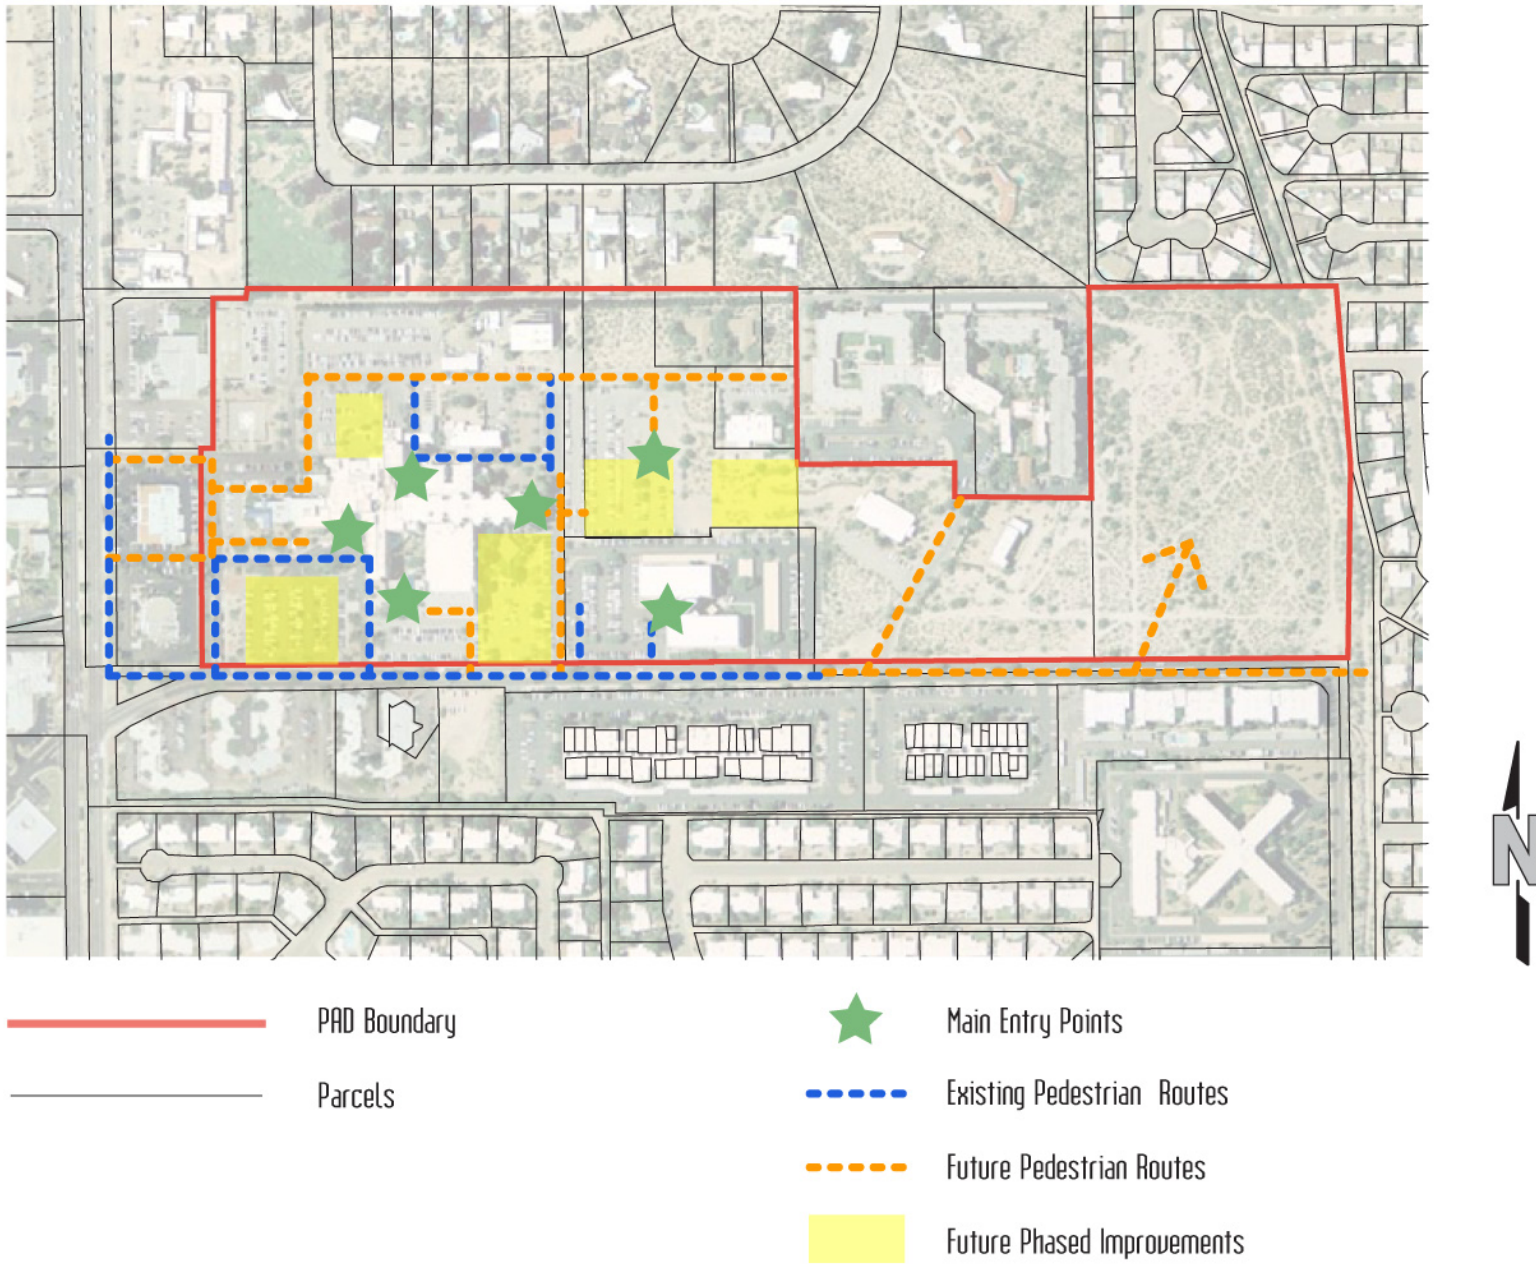 N
PAD Boundary
Main Entry Points
Parcels
Existing Pedestrian Routes
Future Pedestrian Routes
Future Phased Improvements